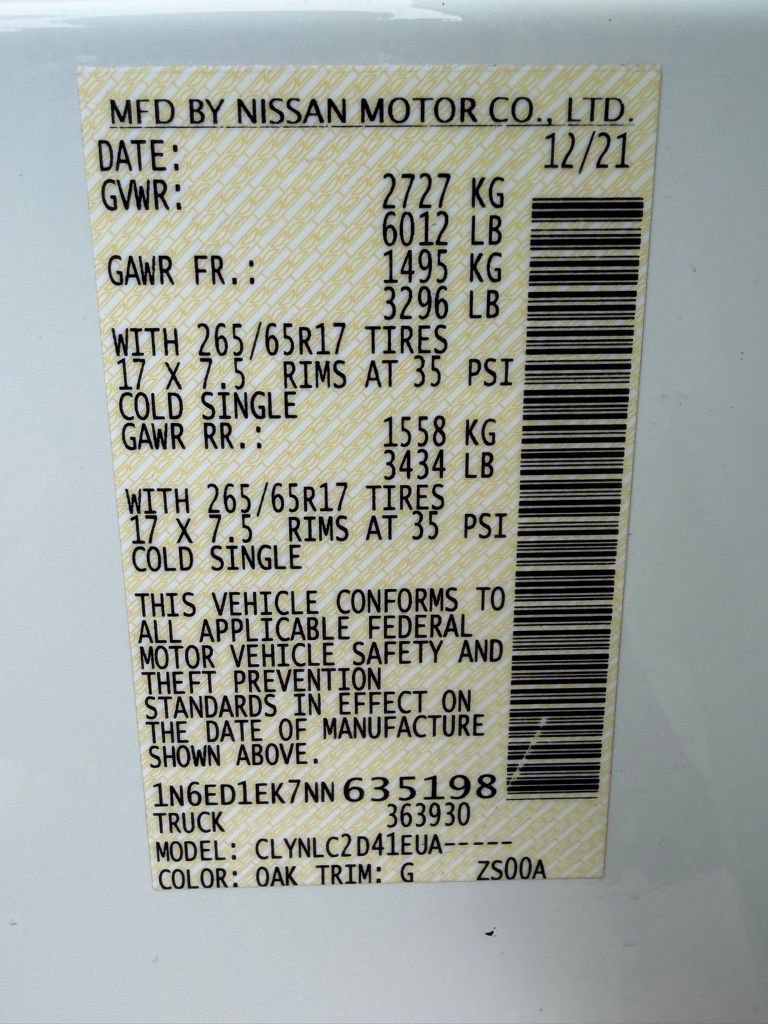 MFD BY NISSAN MOTOR CO., LTD.
DATE: 12/21
GVWR: 2727 KG
6012 LB
GAWR FR.: 1495 KG
3296 LB
WITH 265/65R17 TIRES
17 X 7.5 RIMS AT 35 PSI
COLD SINGLE
GAWR RR.: 1558 KG
3434 LB
WITH 265/65R17 TIRES
17 X 7.5 RIMS AT 35 PSI
COLD SINGLE
THIS VEHICLE CONFORMS TO
ALL APPLICABLE FEDERAL
MOTOR VEHICLE SAFETY AND
THEFT PREVENTION
STANDARDS IN EFFECT ON
THE DATE OF MANUFACTURE
SHOWN ABOVE.
1N6ED1EK7NN635198
TRUCK 363930
MODEL: CLYNLC2D41EUA-----
COLOR: QAK TRIM: G ZS00A